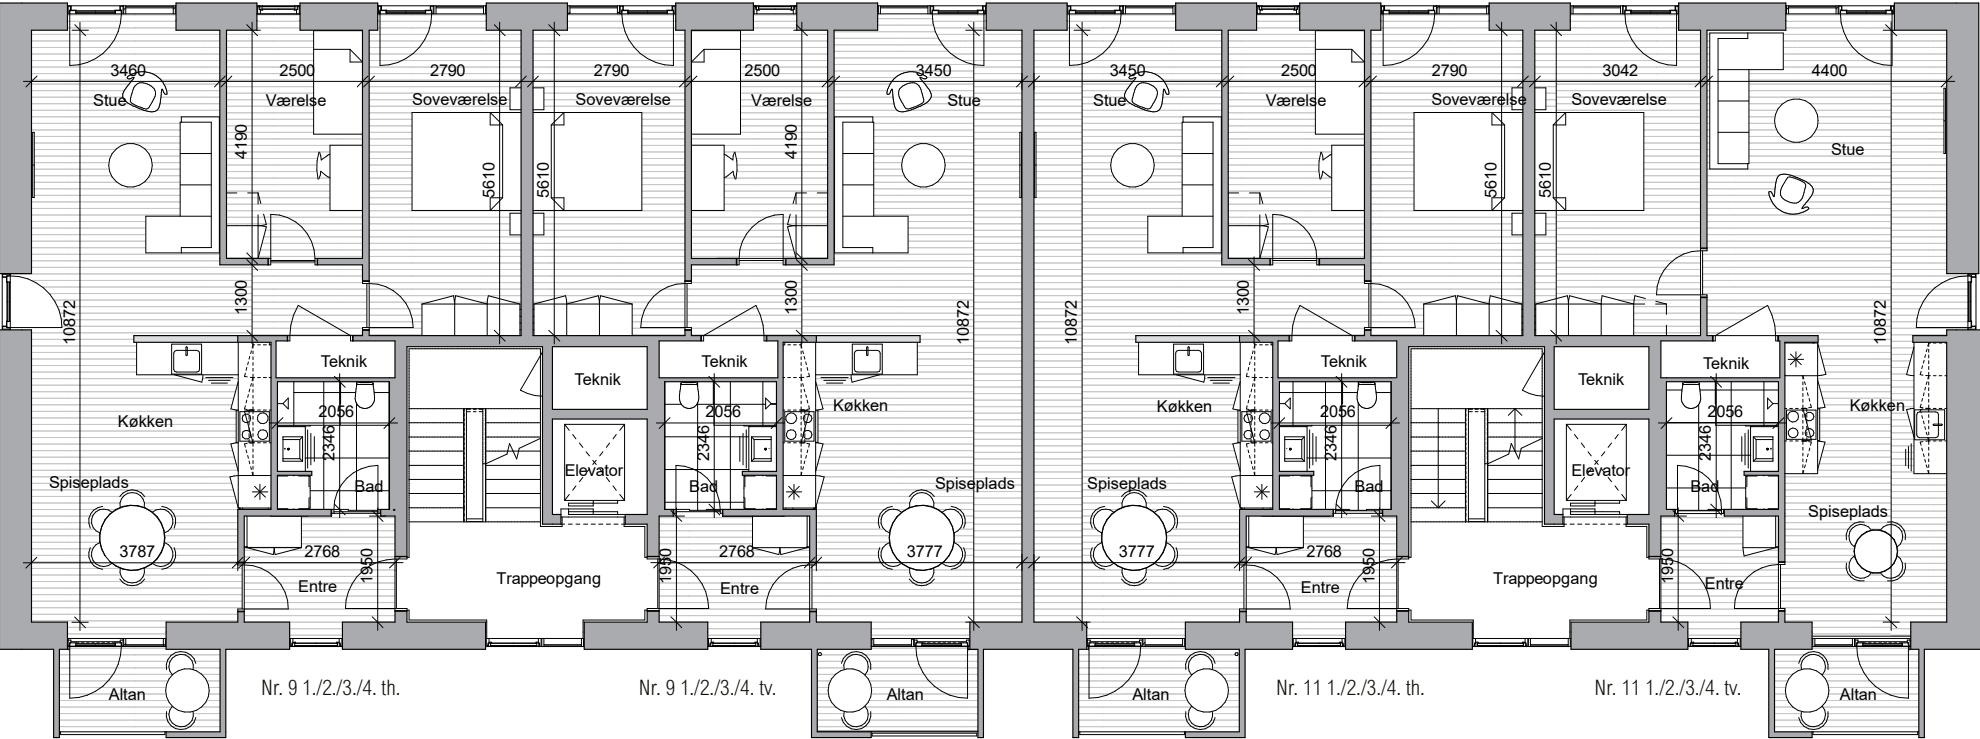 3460 2500 2790 2790 2500 3450 3450 2500 2790 3042 4400
Stue Værelse Soveværelse Soveværelse Værelse Stue Stue Værelse Soveværelse Soveværelse
4190 4190 Stue
5610 5610 5610 5610
1300 1300 1300
10872 10872 10872 10872
Teknik Teknik Teknik Teknik
Teknik Teknik
2056 2056 2056 2056
Køkken Køkken Køkken Køkken
2346 2346 2346 2346
Elevator Elevator
Spiseplads Bad Bad Spiseplads Spiseplads Bad Bad Spiseplads
3787 2768 2768 3777 3777 2768
1950 1950 1950 1950
Entre Trappeopgang Entre Entre Trappeopgang Entre
Altan Nr. 9 1./2./3./4. th. Nr. 9 1./2./3./4. tv. Altan Altan Nr. 11 1./2./3./4. th. Nr. 11 1./2./3./4. tv. Altan